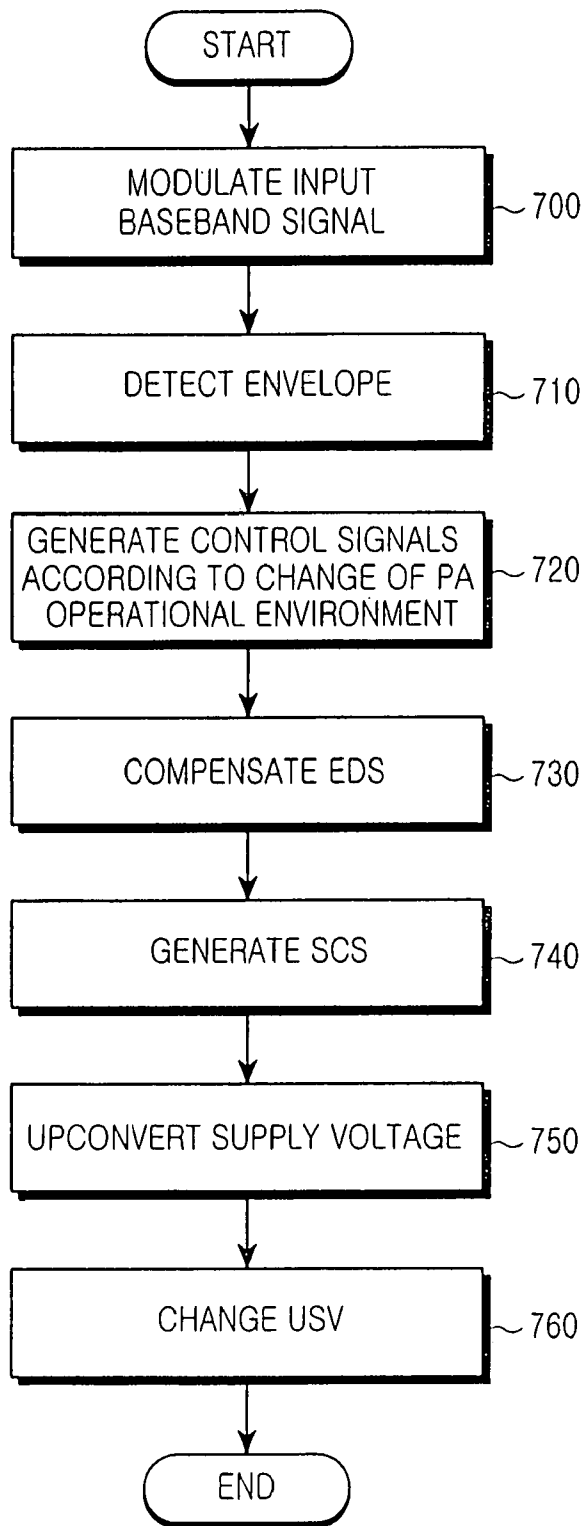 START
MODULATE INPUT
BASEBAND SIGNAL
700
DETECT ENVELOPE
710
GENERATE CONTROL SIGNALS
ACCORDING TO CHANGE OF PA
OPERATIONAL ENVIRONMENT
720
COMPENSATE EDS
730
GENERATE SCS
740
UPCONVERT SUPPLY VOLTAGE
750
CHANGE USV
760
END